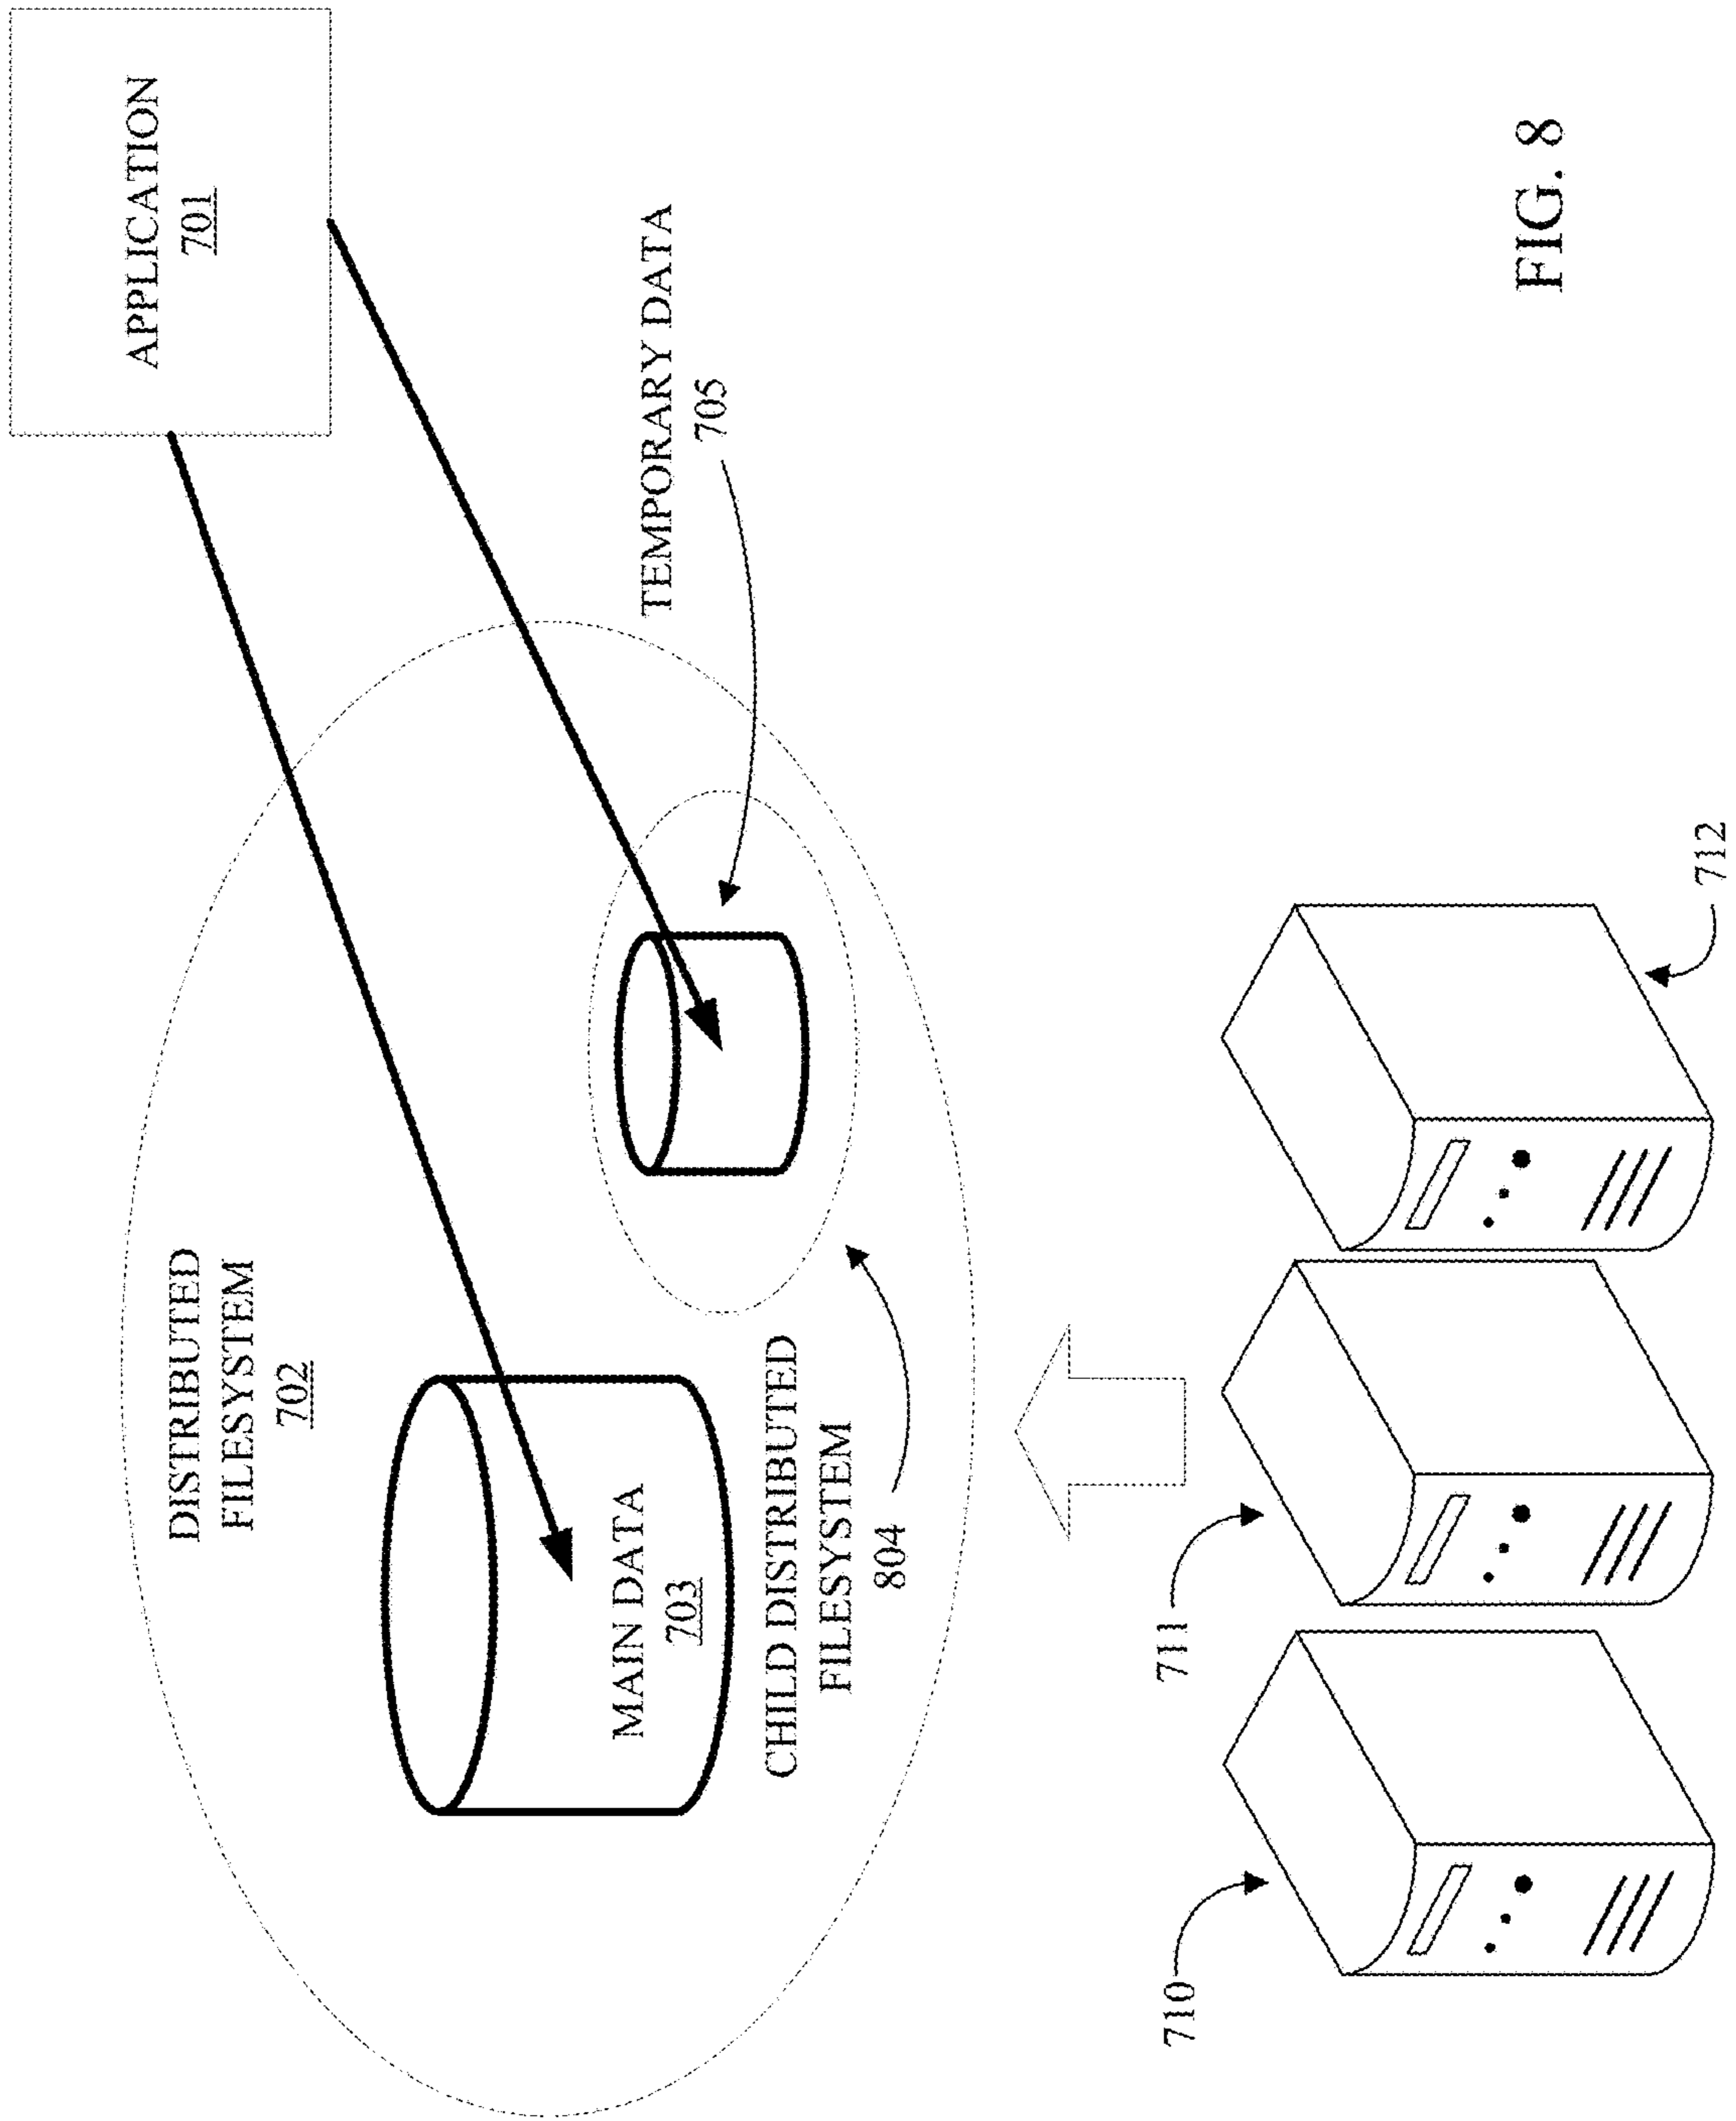 APPLICATION
701
DISTRIBUTED
FILESYSTEM
702
TEMPORARY DATA
705
MAIN DATA
703
CHILD DISTRIBUTED
FILESYSTEM
804
710
711
712
FIG. 8